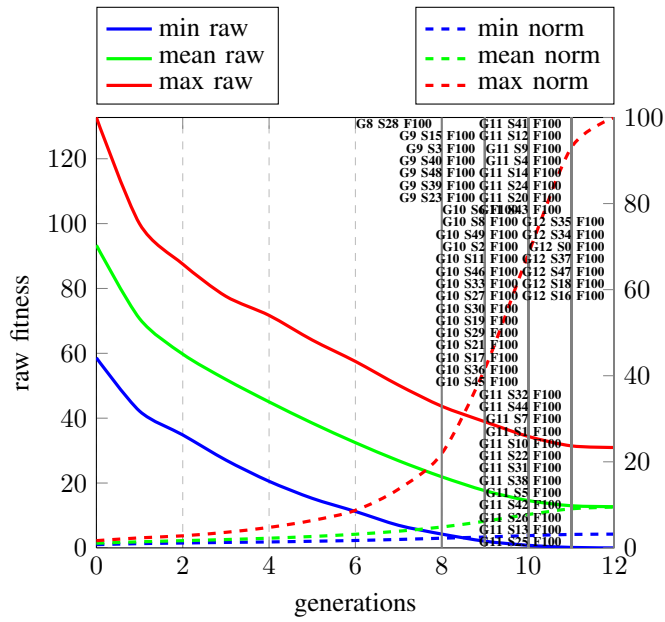 min raw
mean raw
max raw
min norm
mean norm
max norm
G8 S28 F100
G11 S41 F100
G9 S15 F100
G11 S12 F100
G9 S3 F100
G11 S9 F100
G9 S40 F100
G11 S4 F100
G9 S48 F100
G11 S14 F100
G9 S39 F100
G11 S24 F100
G9 S23 F100
G11 S20 F100
G10 S6 F100
G11 S43 F100
G10 S8 F100
G12 S35 F100
G10 S49 F100
G12 S34 F100
G10 S2 F100
G12 S0 F100
G10 S11 F100
G12 S37 F100
G10 S46 F100
G12 S47 F100
G10 S33 F100
G12 S18 F100
G10 S27 F100
G12 S16 F100
G10 S30 F100
G10 S19 F100
G10 S29 F100
G10 S21 F100
G10 S17 F100
G10 S36 F100
G10 S45 F100
G11 S32 F100
G11 S44 F100
G11 S7 F100
G11 S1 F100
G11 S10 F100
G11 S22 F100
G11 S31 F100
G11 S38 F100
G11 S5 F100
G11 S42 F100
G11 S26 F100
G11 S13 F100
G11 S25 F100
120
100
80
60
40
20
0
raw fitness
100
80
60
40
20
0
0 2 4 6 8 10 12
generations